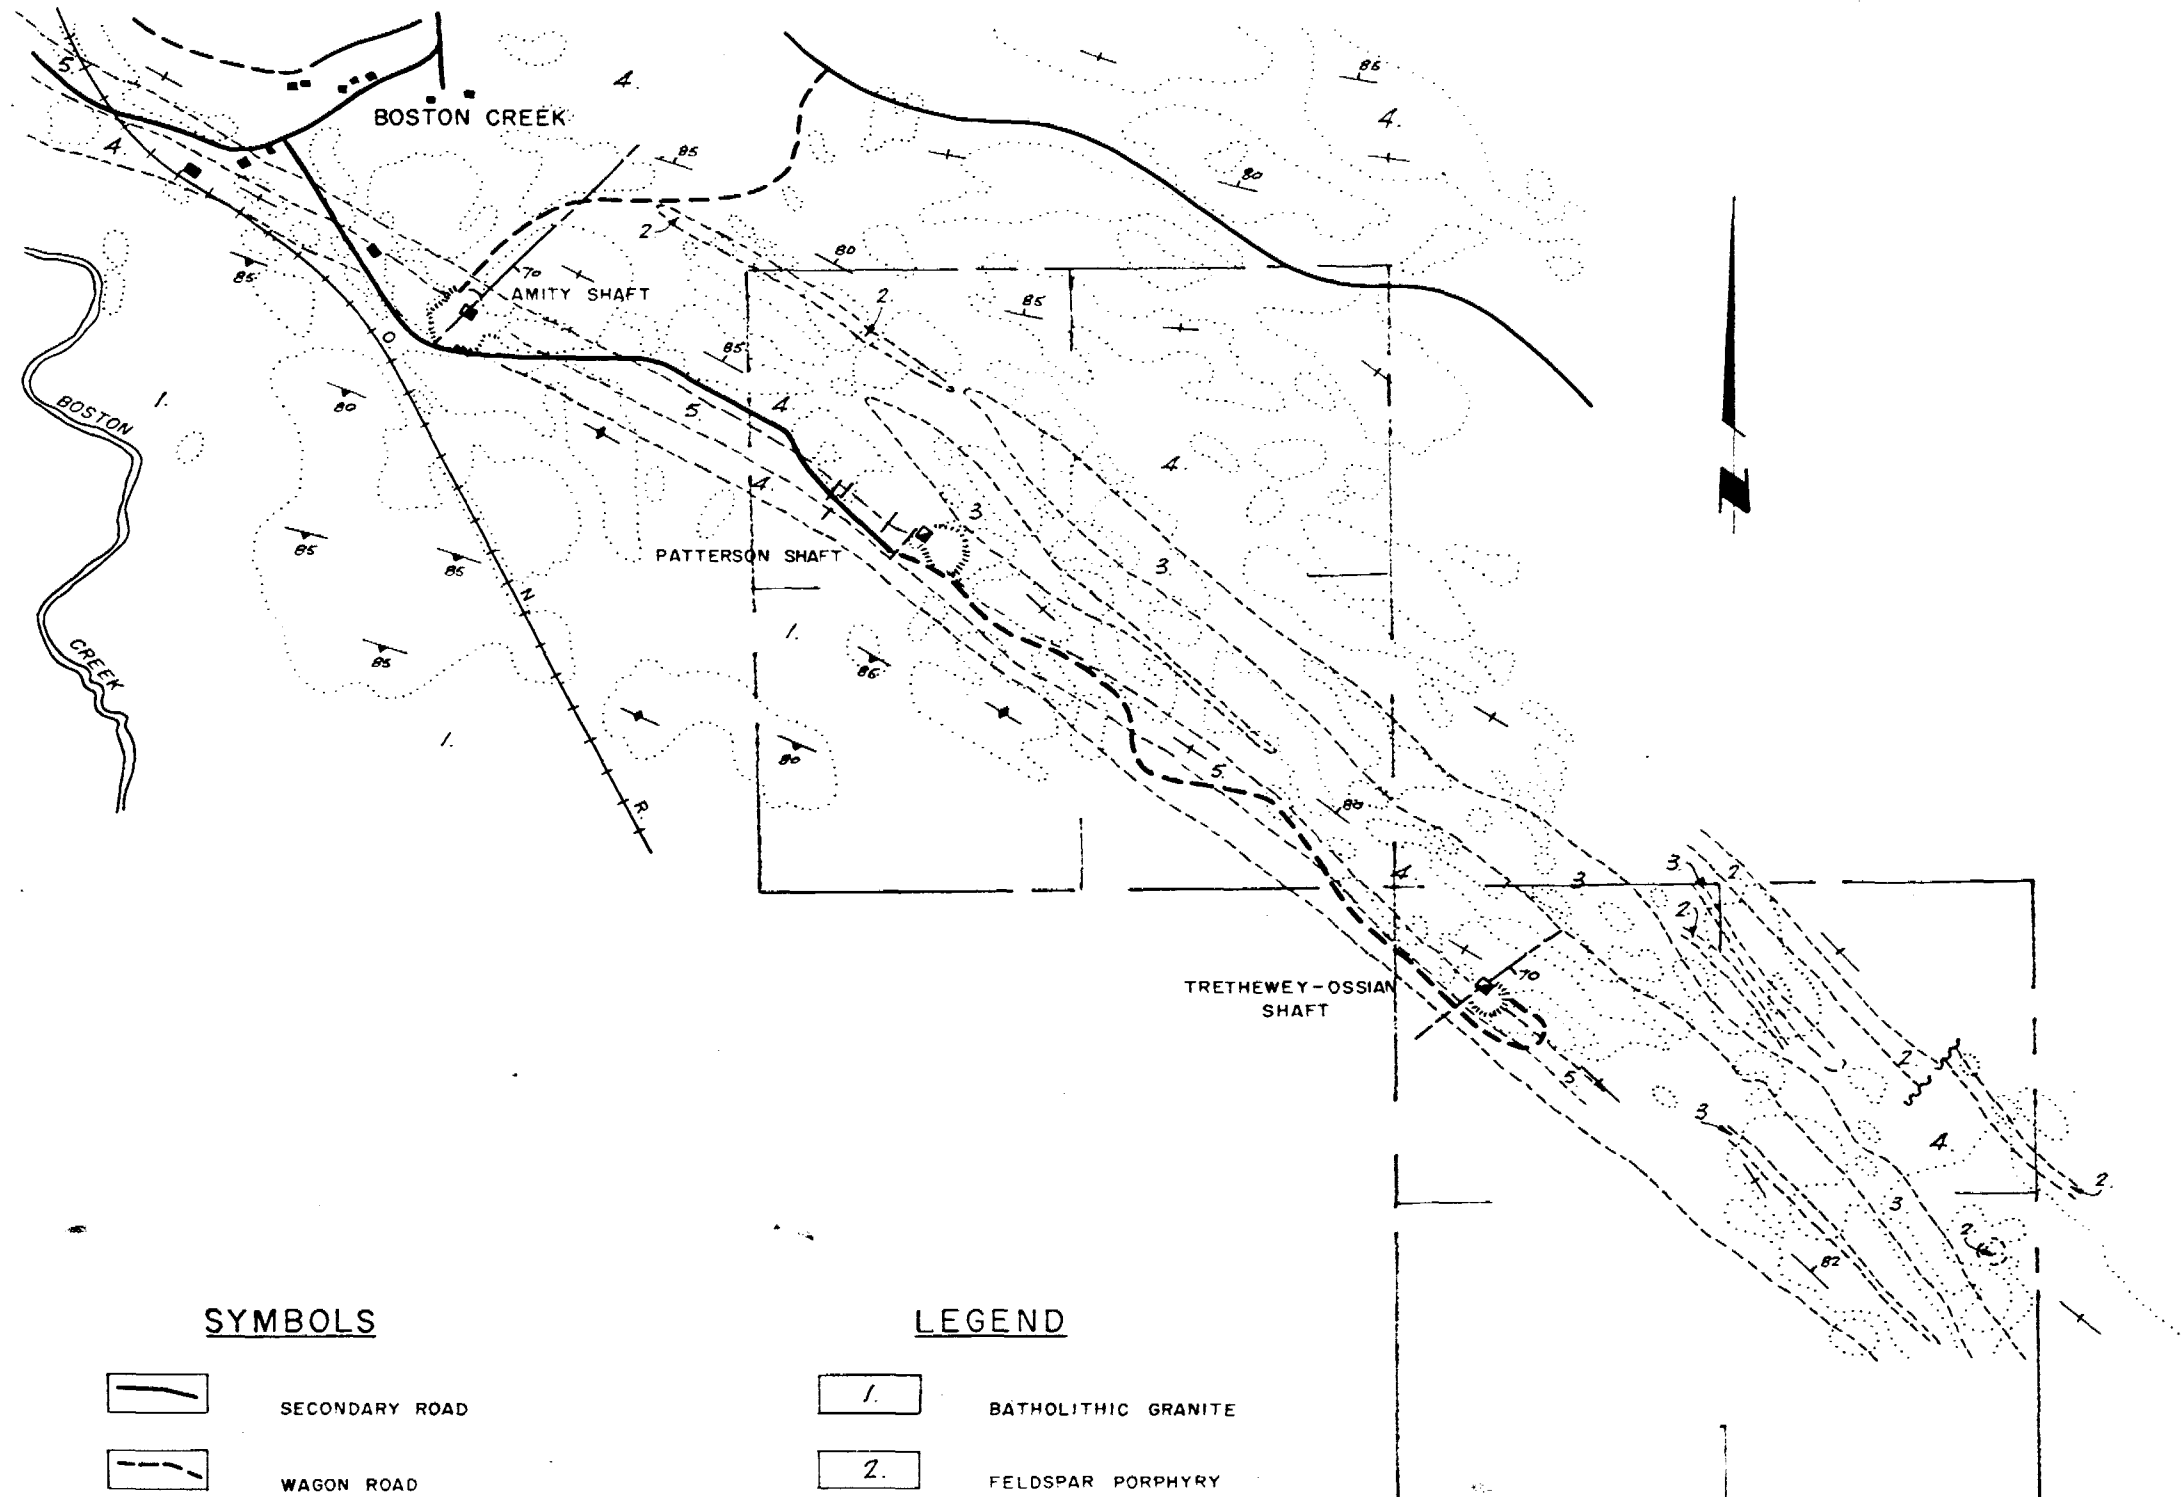 5.
4.
86
4.
BOSTON CREEK
4.
85
80
2
85
70
80
AMITY SHAFT
2.
85
O
85
1.
80
BOSTON
5.
4
4.
4
3
85
PATTERSON SHAFT
3.
85
N
1.
CREEK
85
86
1.
80
5.
R.
80
4
3
3.
2
2
TRETHEWEY-OSSIAN
SHAFT
70
5.
2
3
4.
2.
3
2
82
N
SYMBOLS
LEGEND
SECONDARY ROAD
1.
BATHOLITHIC GRANITE
WAGON ROAD
2.
FELDSPAR PORPHYRY